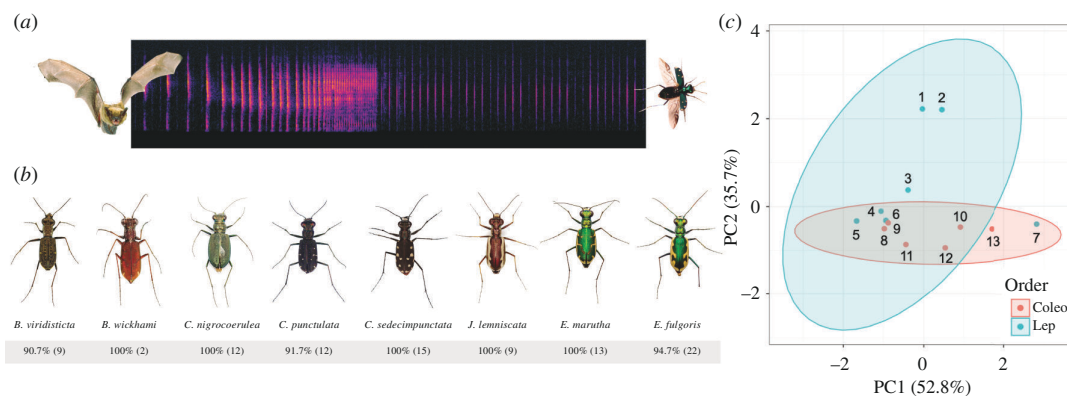 (a)
(b)
B. viridisticta B. wickhami C. nigrocoerulea C. punctulata C. sedecimpunctata J. lemniscata E. marutha E. fulgoris
90.7% (9) 100% (2) 100% (12) 91.7% (12) 100% (15) 100% (9) 100% (13) 94.7% (22)
(c)
4
2
0
−2
PC2 (35.7%)
1 2
3
4 6
5 9 10
8 13 7
11 12
Order
Coleo
Lep
−2 0 2
PC1 (52.8%)